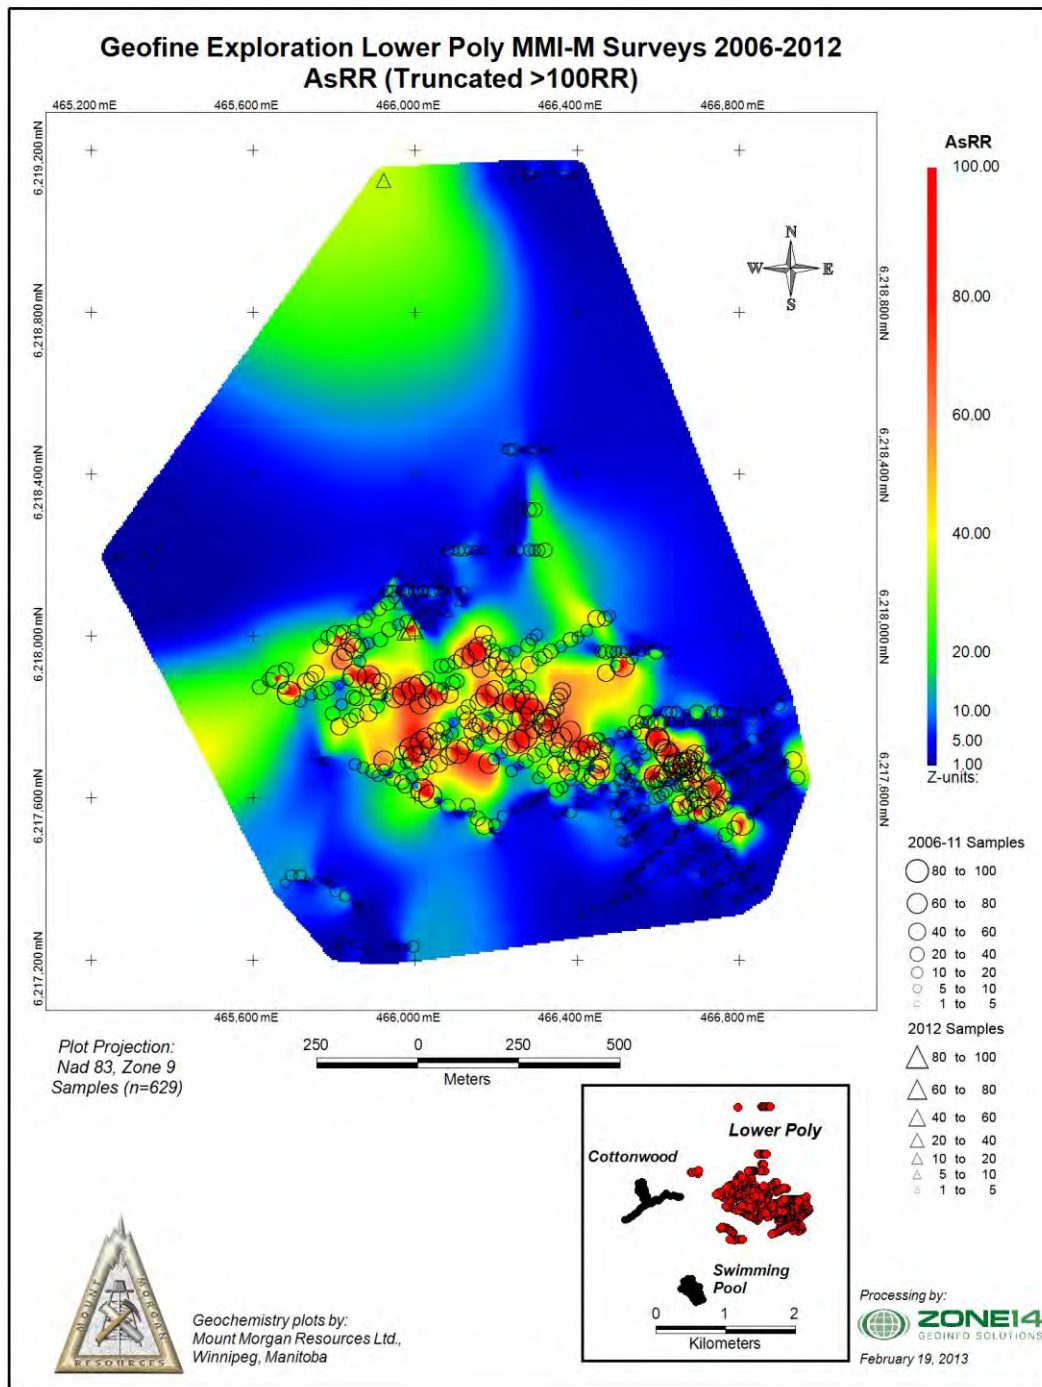 Geofine Exploration Lower Poly MMI-M Surveys 2006-2012
AsRR (Truncated >100RR)
465,200 mE
465,600 mE
466,000 mE
466,400 mE
466,800 mE
6,219,200 mN
6,218,800 mN
6,218,400 mN
6,218,000 mN
6,217,600 mN
6,217,200 mN
N
W E
S
6,218,800 mN
6,218,400 mN
6,218,000 mN
6,217,600 mN
465,600 mE
466,000 mE
466,400 mE
466,800 mE
AsRR
100.00
80.00
60.00
40.00
20.00
10.00
5.00
1.00
Z-units:
2006-11 Samples
80 to 100
60 to 80
40 to 60
20 to 40
10 to 20
5 to 10
1 to 5
2012 Samples
80 to 100
60 to 80
40 to 60
20 to 40
10 to 20
5 to 10
1 to 5
Plot Projection:
Nad 83, Zone 9
Samples (n=629)
250 0 250 500
Meters
Lower Poly
Cottonwood
Swimming
Pool
0 1 2
Kilometers
MOUNT MORGAN
RESOURCES
Geochemistry plots by:
Mount Morgan Resources Ltd.,
Winnipeg, Manitoba
Processing by:
ZONE14
GEOINFO SOLUTIONS
February 19, 2013